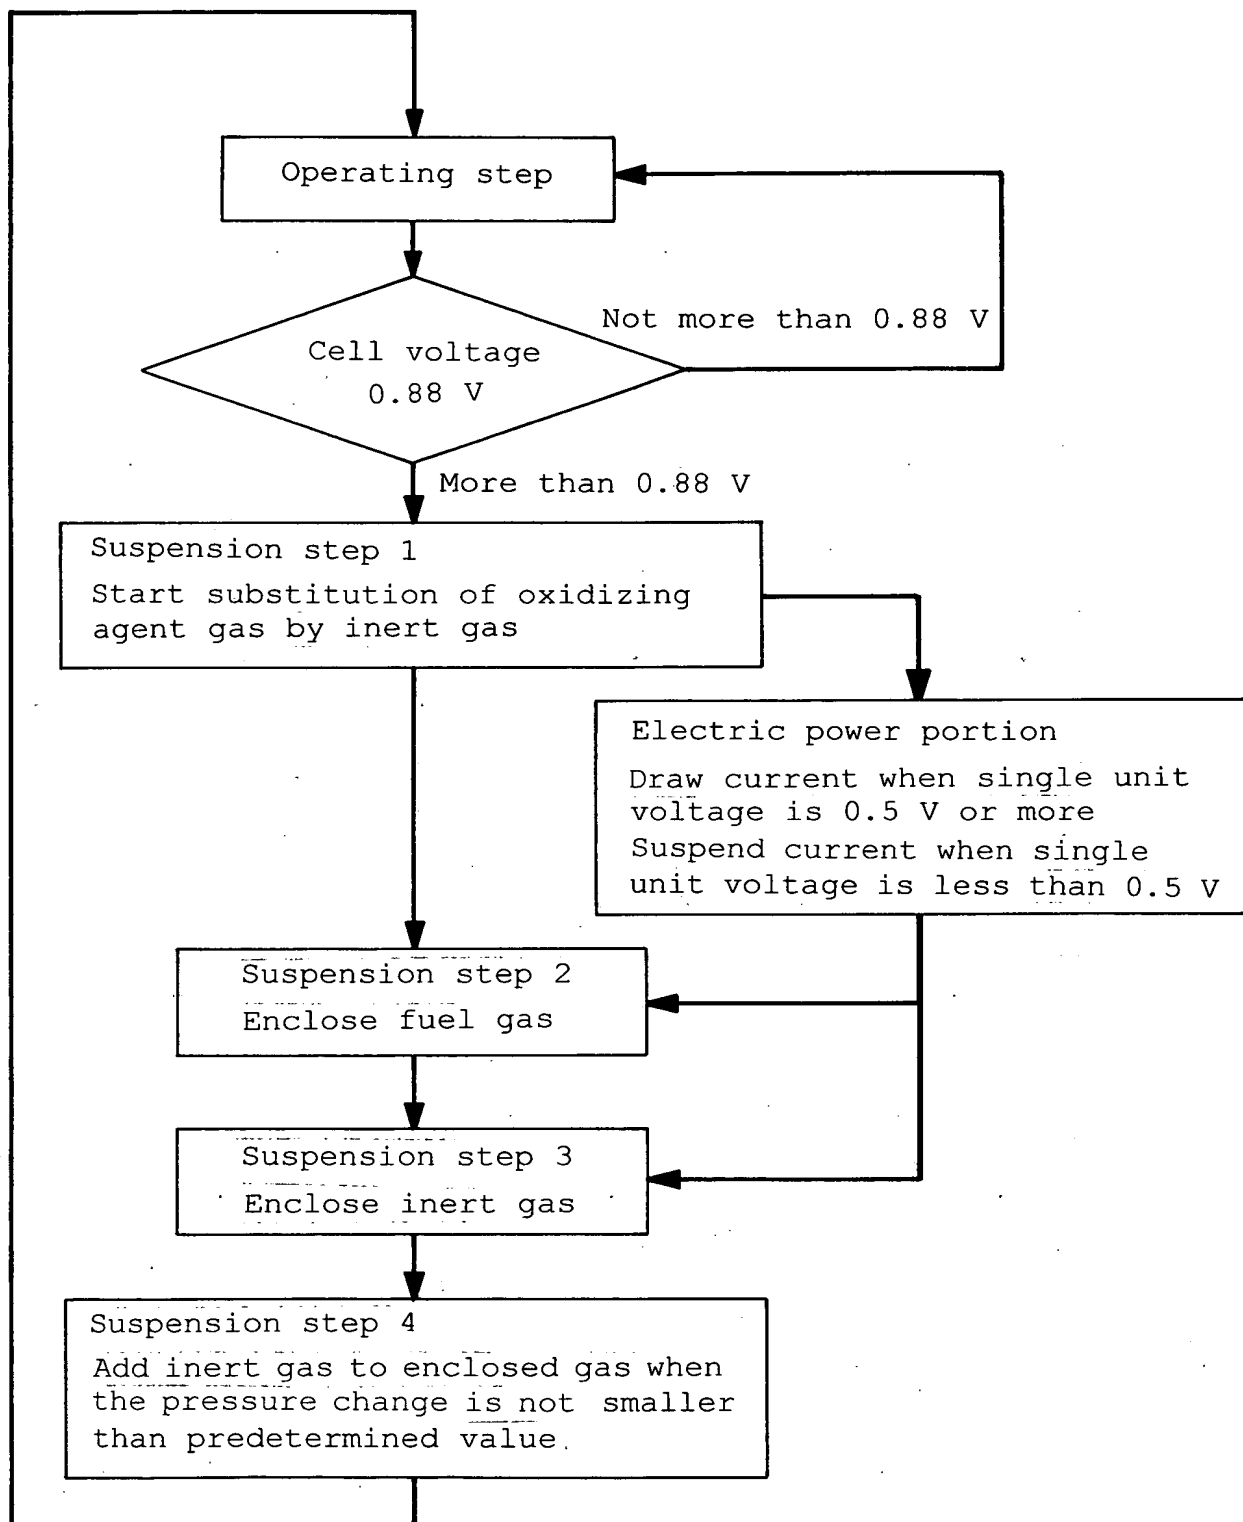 Operating step
Not more than 0.88 V
Cell voltage
0.88 V
More than 0.88 V
Suspension step 1
Start substitution of oxidizing
agent gas by inert gas
Electric power portion
Draw current when single unit
voltage is 0.5 V or more
Suspend current when single
unit voltage is less than 0.5 V
Suspension step 2
Enclose fuel gas
Suspension step 3
Enclose inert gas
Suspension step 4
Add inert gas to enclosed gas when
the pressure change is not smaller
than predetermined value.